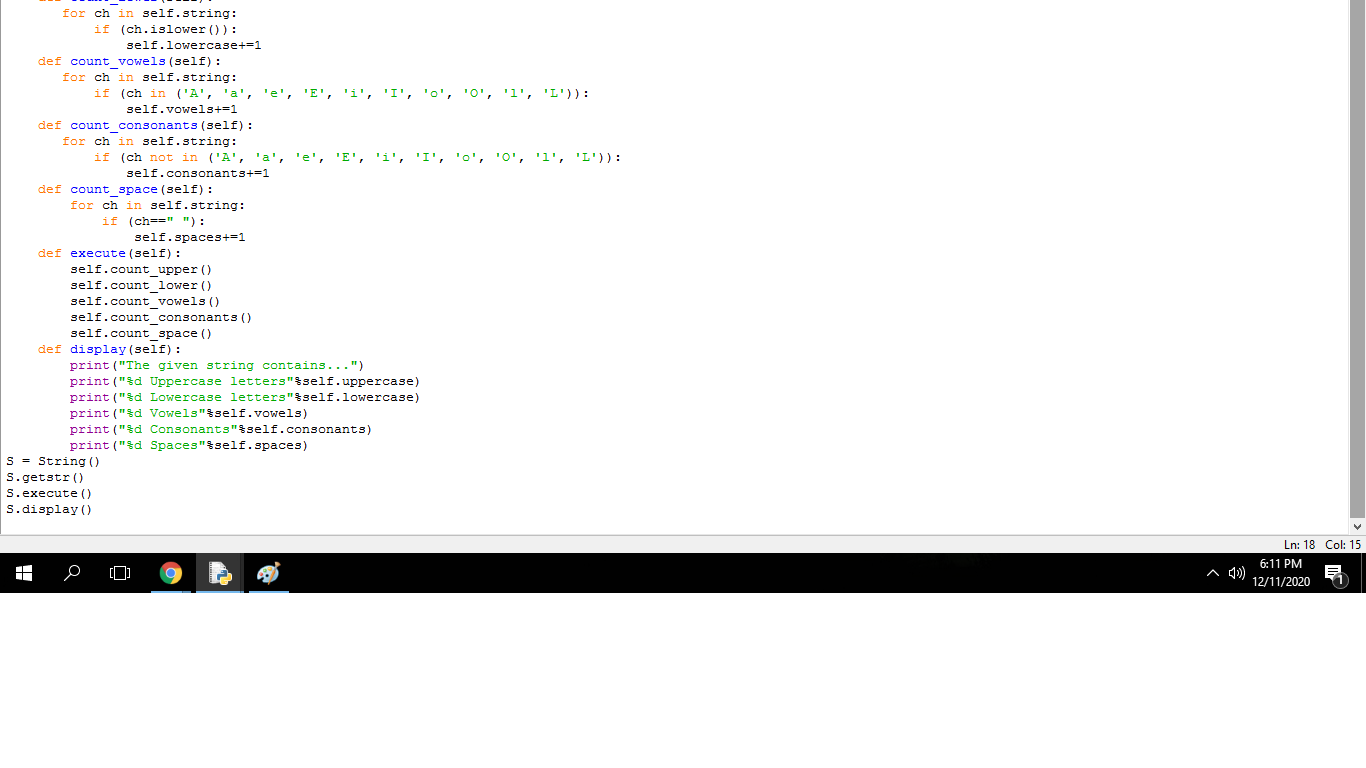 for ch in self.string:
        if (ch.islower()):
            self.lowercase+=1
def count_vowels(self):
    for ch in self.string:
        if (ch in ('A', 'a', 'e', 'E', 'i', 'I', 'o', 'O', 'l', 'L')):
            self.vowels+=1
def count_consonants(self):
    for ch in self.string:
        if (ch not in ('A', 'a', 'e', 'E', 'i', 'I', 'o', 'O', 'l', 'L')):
            self.consonants+=1
def count_space(self):
    for ch in self.string:
        if (ch==" "):
            self.spaces+=1
def execute(self):
    self.count_upper()
    self.count_lower()
    self.count_vowels()
    self.count_consonants()
    self.count_space()
def display(self):
    print("The given string contains...")
    print("%d Uppercase letters"%self.uppercase)
    print("%d Lowercase letters"%self.lowercase)
    print("%d Vowels"%self.vowels)
    print("%d Consonants"%self.consonants)
    print("%d Spaces"%self.spaces)
S = String()
S.getstr()
S.execute()
S.display()
Ln: 18 Col: 15
6:11 PM
12/11/2020
1